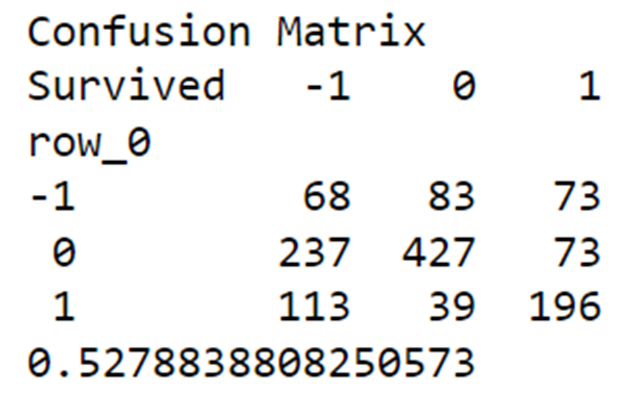 Confusion Matrix
Survived -1 0 1
row_0
-1 68 83 73
0 237 427 73
1 113 39 196
0.5278838808250573